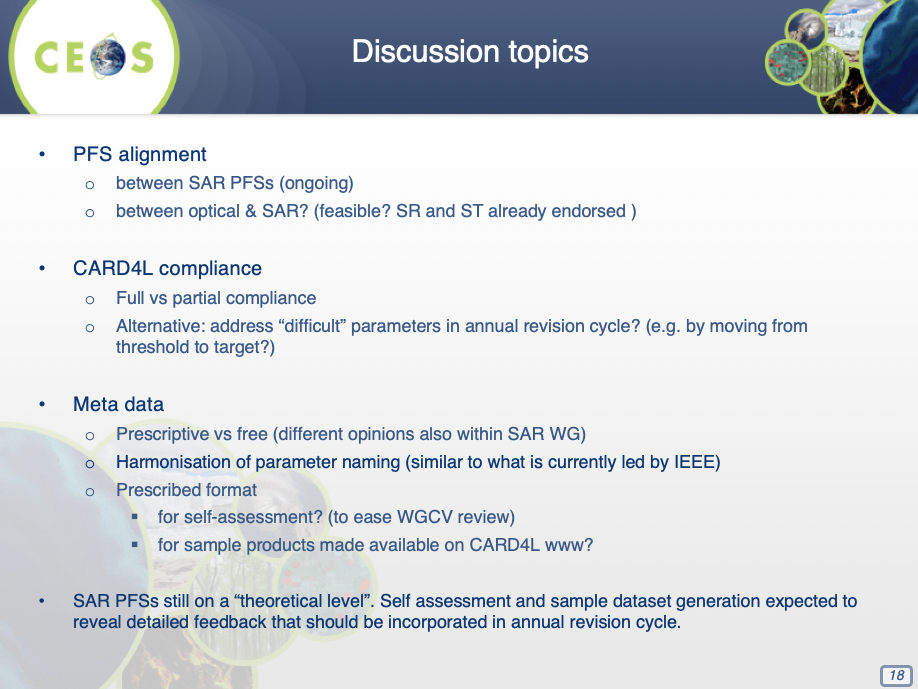 CEOS
Discussion topics
• PFS alignment
o between SAR PFSs (ongoing)
o between optical & SAR? (feasible? SR and ST already endorsed )
• CARD4L compliance
o Full vs partial compliance
o Alternative: address “difficult” parameters in annual revision cycle? (e.g. by moving from
threshold to target?)
• Meta data
o Prescriptive vs free (different opinions also within SAR WG)
o Harmonisation of parameter naming (similar to what is currently led by IEEE)
o Prescribed format
▪ for self-assessment? (to ease WGCV review)
▪ for sample products made available on CARD4L www?
• SAR PFSs still on a “theoretical level”. Self assessment and sample dataset generation expected to
reveal detailed feedback that should be incorporated in annual revision cycle.
18